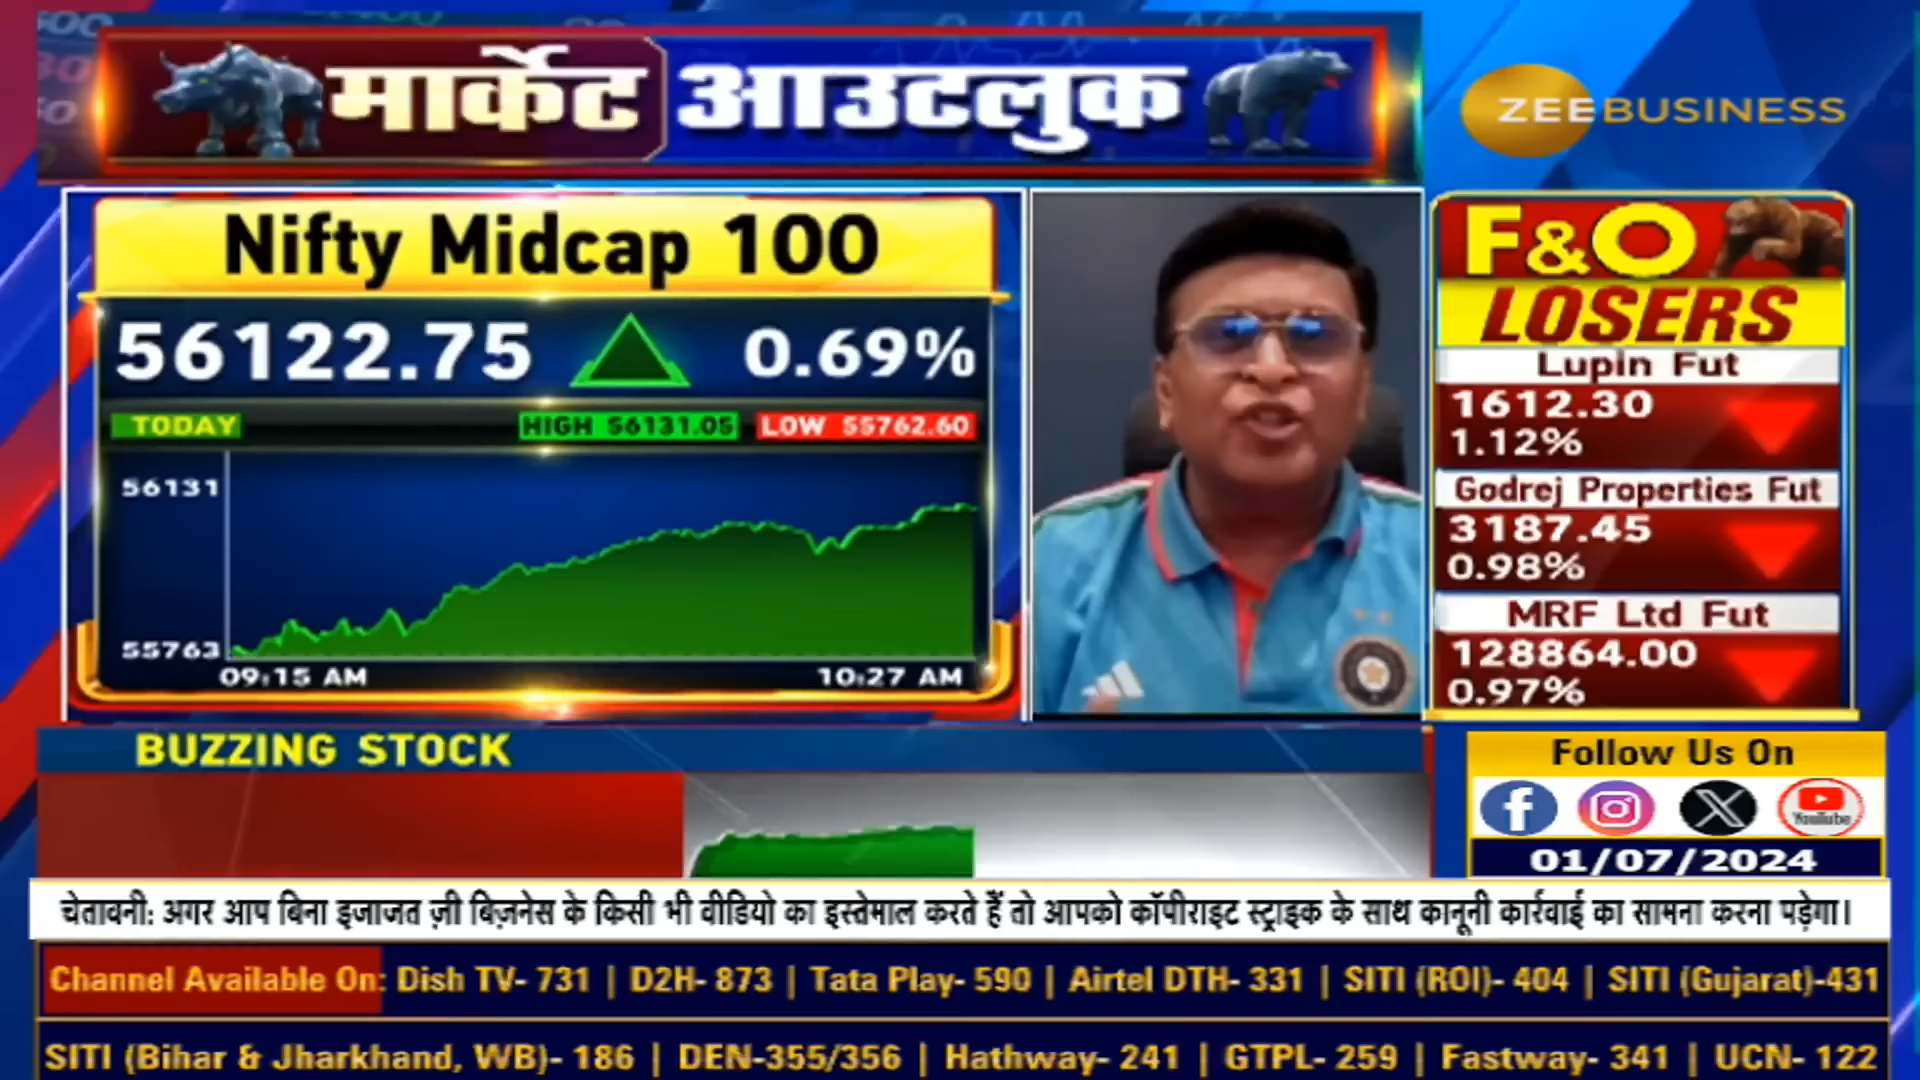 मार्केट आउटलुक
ZEEBUSINESS
Nifty Midcap 100
56122.75 0.69%
TODAY HIGH 56131.05 LOW 55762.60
56131
55763
09:15 AM 10:27 AM
F&O
LOSERS
Lupin Fut
1612.30
1.12%
Godrej Properties Fut
3187.45
0.98%
MRF Ltd Fut
128864.00
0.97%
BUZZING STOCK
Follow Us On
YouTube
01/07/2024
चेतावनी: अगर आप बिना इजाजत ज़ी बिज़नेस के किसी भी वीडियो का इस्तेमाल करते हैं तो आपको कॉपीराइट स्ट्राइक के साथ कानूनी कार्रवाई का सामना करना पड़ेगा।
Channel Available On: Dish TV- 731 | D2H- 873 | Tata Play- 590 | Airtel DTH- 331 | SITI (ROI)- 404 | SITI (Gujarat)-431
SITI (Bihar & Jharkhand, WB)- 186 | DEN-355/356 | Hathway- 241 | GTPL- 259 | Fastway- 341 | UCN- 122